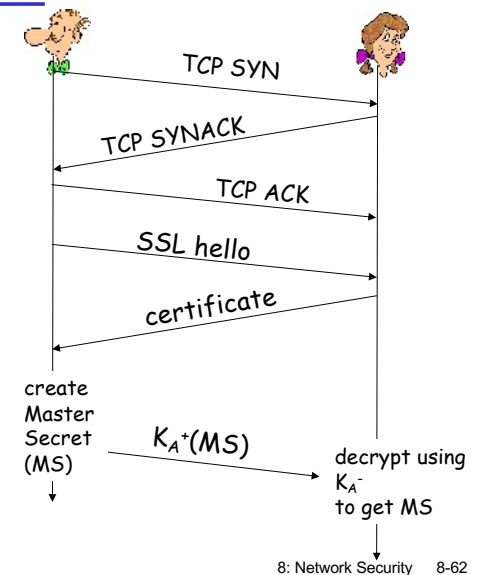 TCP SYN
TCP SYNACK
TCP ACK
SSL hello
certificate
create
Master
Secret
(MS)
K_A⁺(MS)
decrypt using
K_A⁻
to get MS
8: Network Security 8-62